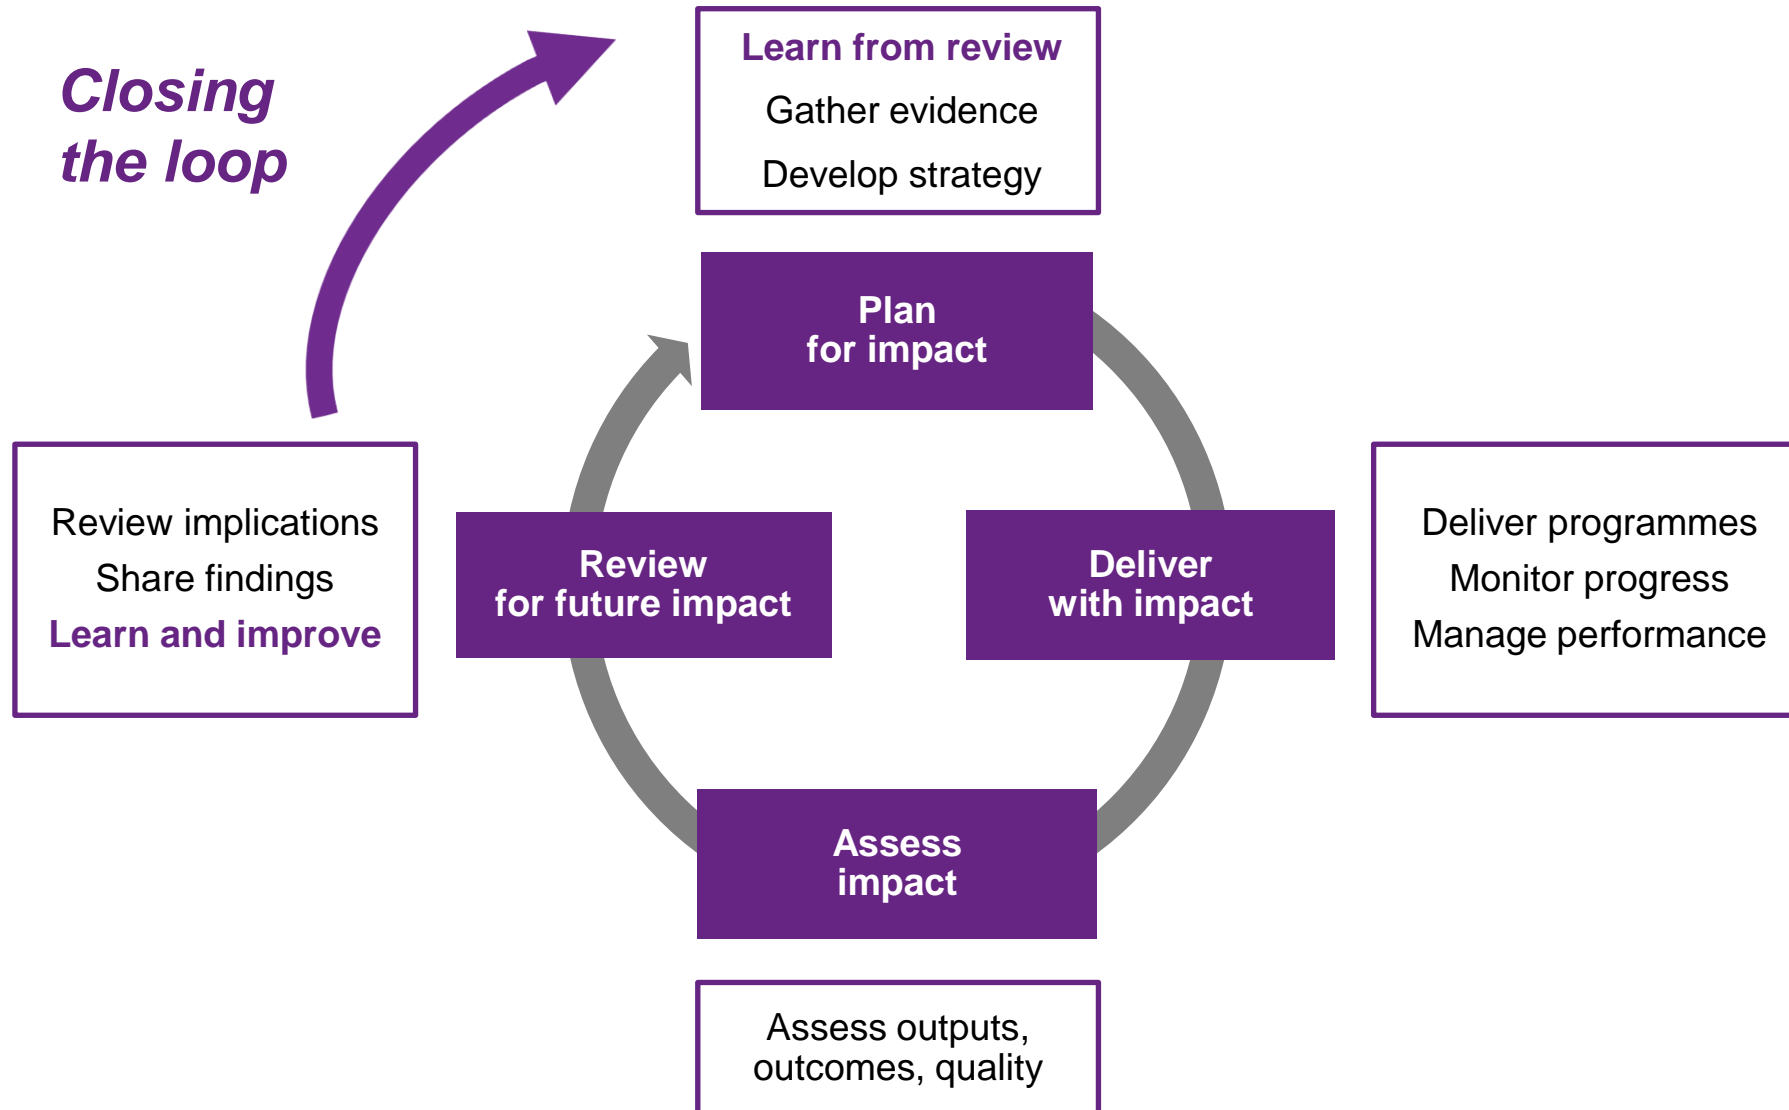 Closing
the loop
Learn from review
Gather evidence
Develop strategy
Plan
for impact
Review implications
Share findings
Learn and improve
Review
for future impact
Deliver
with impact
Deliver programmes
Monitor progress
Manage performance
Assess
impact
Assess outputs,
outcomes, quality